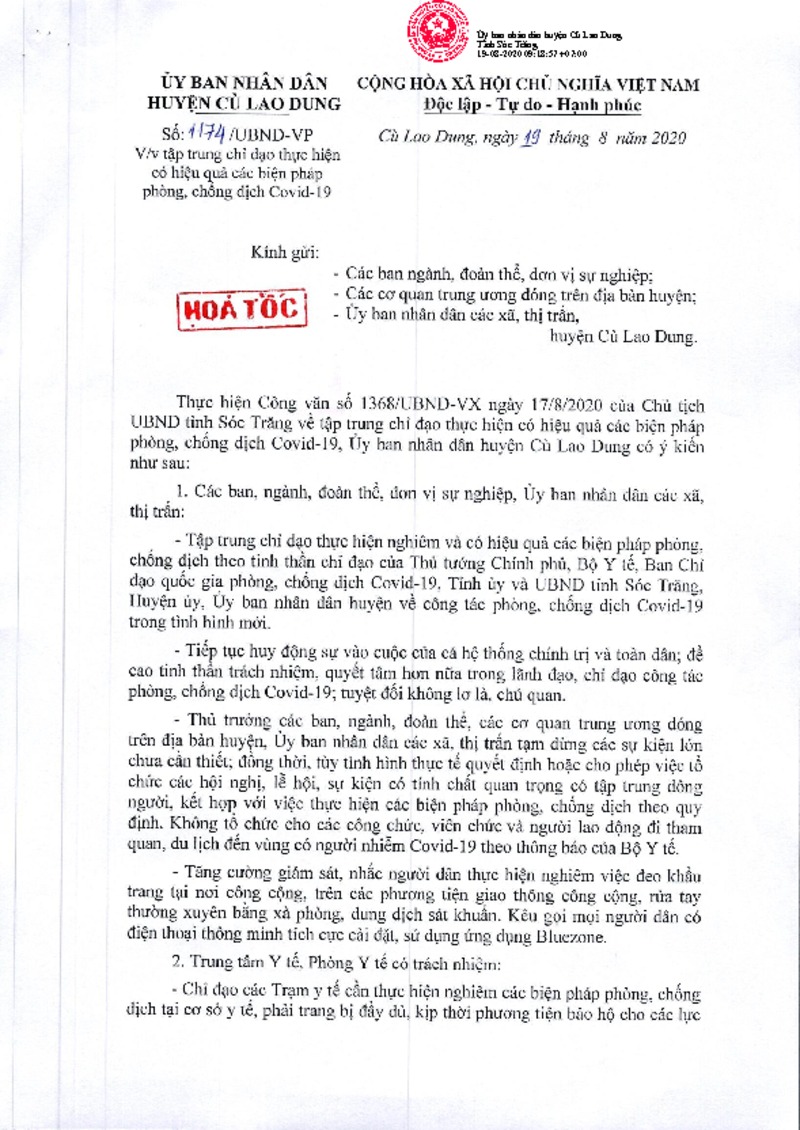 Ủy ban nhân dân huyện Cù Lao Dung
Tỉnh Sóc Trăng
19-08-2020 09:18:57 +07:00
ỦY BAN NHÂN DÂN
HUYỆN CÙ LAO DUNG
CỘNG HÒA XÃ HỘI CHỦ NGHĨA VIỆT NAM
Độc lập - Tự do - Hạnh phúc
Số: 1174/UBND-VP
V/v tập trung chỉ đạo thực hiện
có hiệu quả các biện pháp
phòng, chống dịch Covid-19
Cù Lao Dung, ngày 19 tháng 8 năm 2020
Kính gửi:
- Các ban ngành, đoàn thể, đơn vị sự nghiệp;
- Các cơ quan trung ương đóng trên địa bàn huyện;
- Ủy ban nhân dân các xã, thị trấn,
huyện Cù Lao Dung.
HỎA TỐC
Thực hiện Công văn số 1368/UBND-VX ngày 17/8/2020 của Chủ tịch
UBND tỉnh Sóc Trăng về tập trung chỉ đạo thực hiện có hiệu quả các biện pháp
phòng, chống dịch Covid-19, Ủy ban nhân dân huyện Cù Lao Dung có ý kiến
như sau:
1. Các ban, ngành, đoàn thể, đơn vị sự nghiệp, Ủy ban nhân dân các xã,
thị trấn:
- Tập trung chỉ đạo thực hiện nghiêm và có hiệu quả các biện pháp phòng,
chống dịch theo tinh thần chỉ đạo của Thủ tướng Chính phủ, Bộ Y tế, Ban Chỉ
đạo quốc gia phòng, chống dịch Covid-19, Tỉnh ủy và UBND tỉnh Sóc Trăng,
Huyện ủy, Ủy ban nhân dân huyện về công tác phòng, chống dịch Covid-19
trong tình hình mới.
- Tiếp tục huy động sự vào cuộc của cả hệ thống chính trị và toàn dân; đề
cao tinh thần trách nhiệm, quyết tâm hơn nữa trong lãnh đạo, chỉ đạo công tác
phòng, chống dịch Covid-19; tuyệt đối không lơ là, chủ quan.
- Thủ trưởng các ban, ngành, đoàn thể, các cơ quan trung ương đóng
trên địa bàn huyện, Ủy ban nhân dân các xã, thị trấn tạm dừng các sự kiện lớn
chưa cần thiết; đồng thời, tùy tình hình thực tế quyết định hoặc cho phép việc tổ
chức các hội nghị, lễ hội, sự kiện có tính chất quan trọng có tập trung đông
người, kết hợp với việc thực hiện các biện pháp phòng, chống dịch theo quy
định. Không tổ chức cho các công chức, viên chức và người lao động đi tham
quan, du lịch đến vùng có người nhiễm Covid-19 theo thông báo của Bộ Y tế.
- Tăng cường giám sát, nhắc người dân thực hiện nghiêm việc đeo khẩu
trang tại nơi công cộng, trên các phương tiện giao thông công cộng, rửa tay
thường xuyên bằng xà phòng, dung dịch sát khuẩn. Kêu gọi mọi người dân có
điện thoại thông minh tích cực cài đặt, sử dụng ứng dụng Bluezone.
2. Trung tâm Y tế, Phòng Y tế có trách nhiệm:
- Chỉ đạo các Trạm y tế cần thực hiện nghiêm các biện pháp phòng, chống
dịch tại cơ sở y tế, phải trang bị đầy đủ, kịp thời phương tiện bảo hộ cho các lực